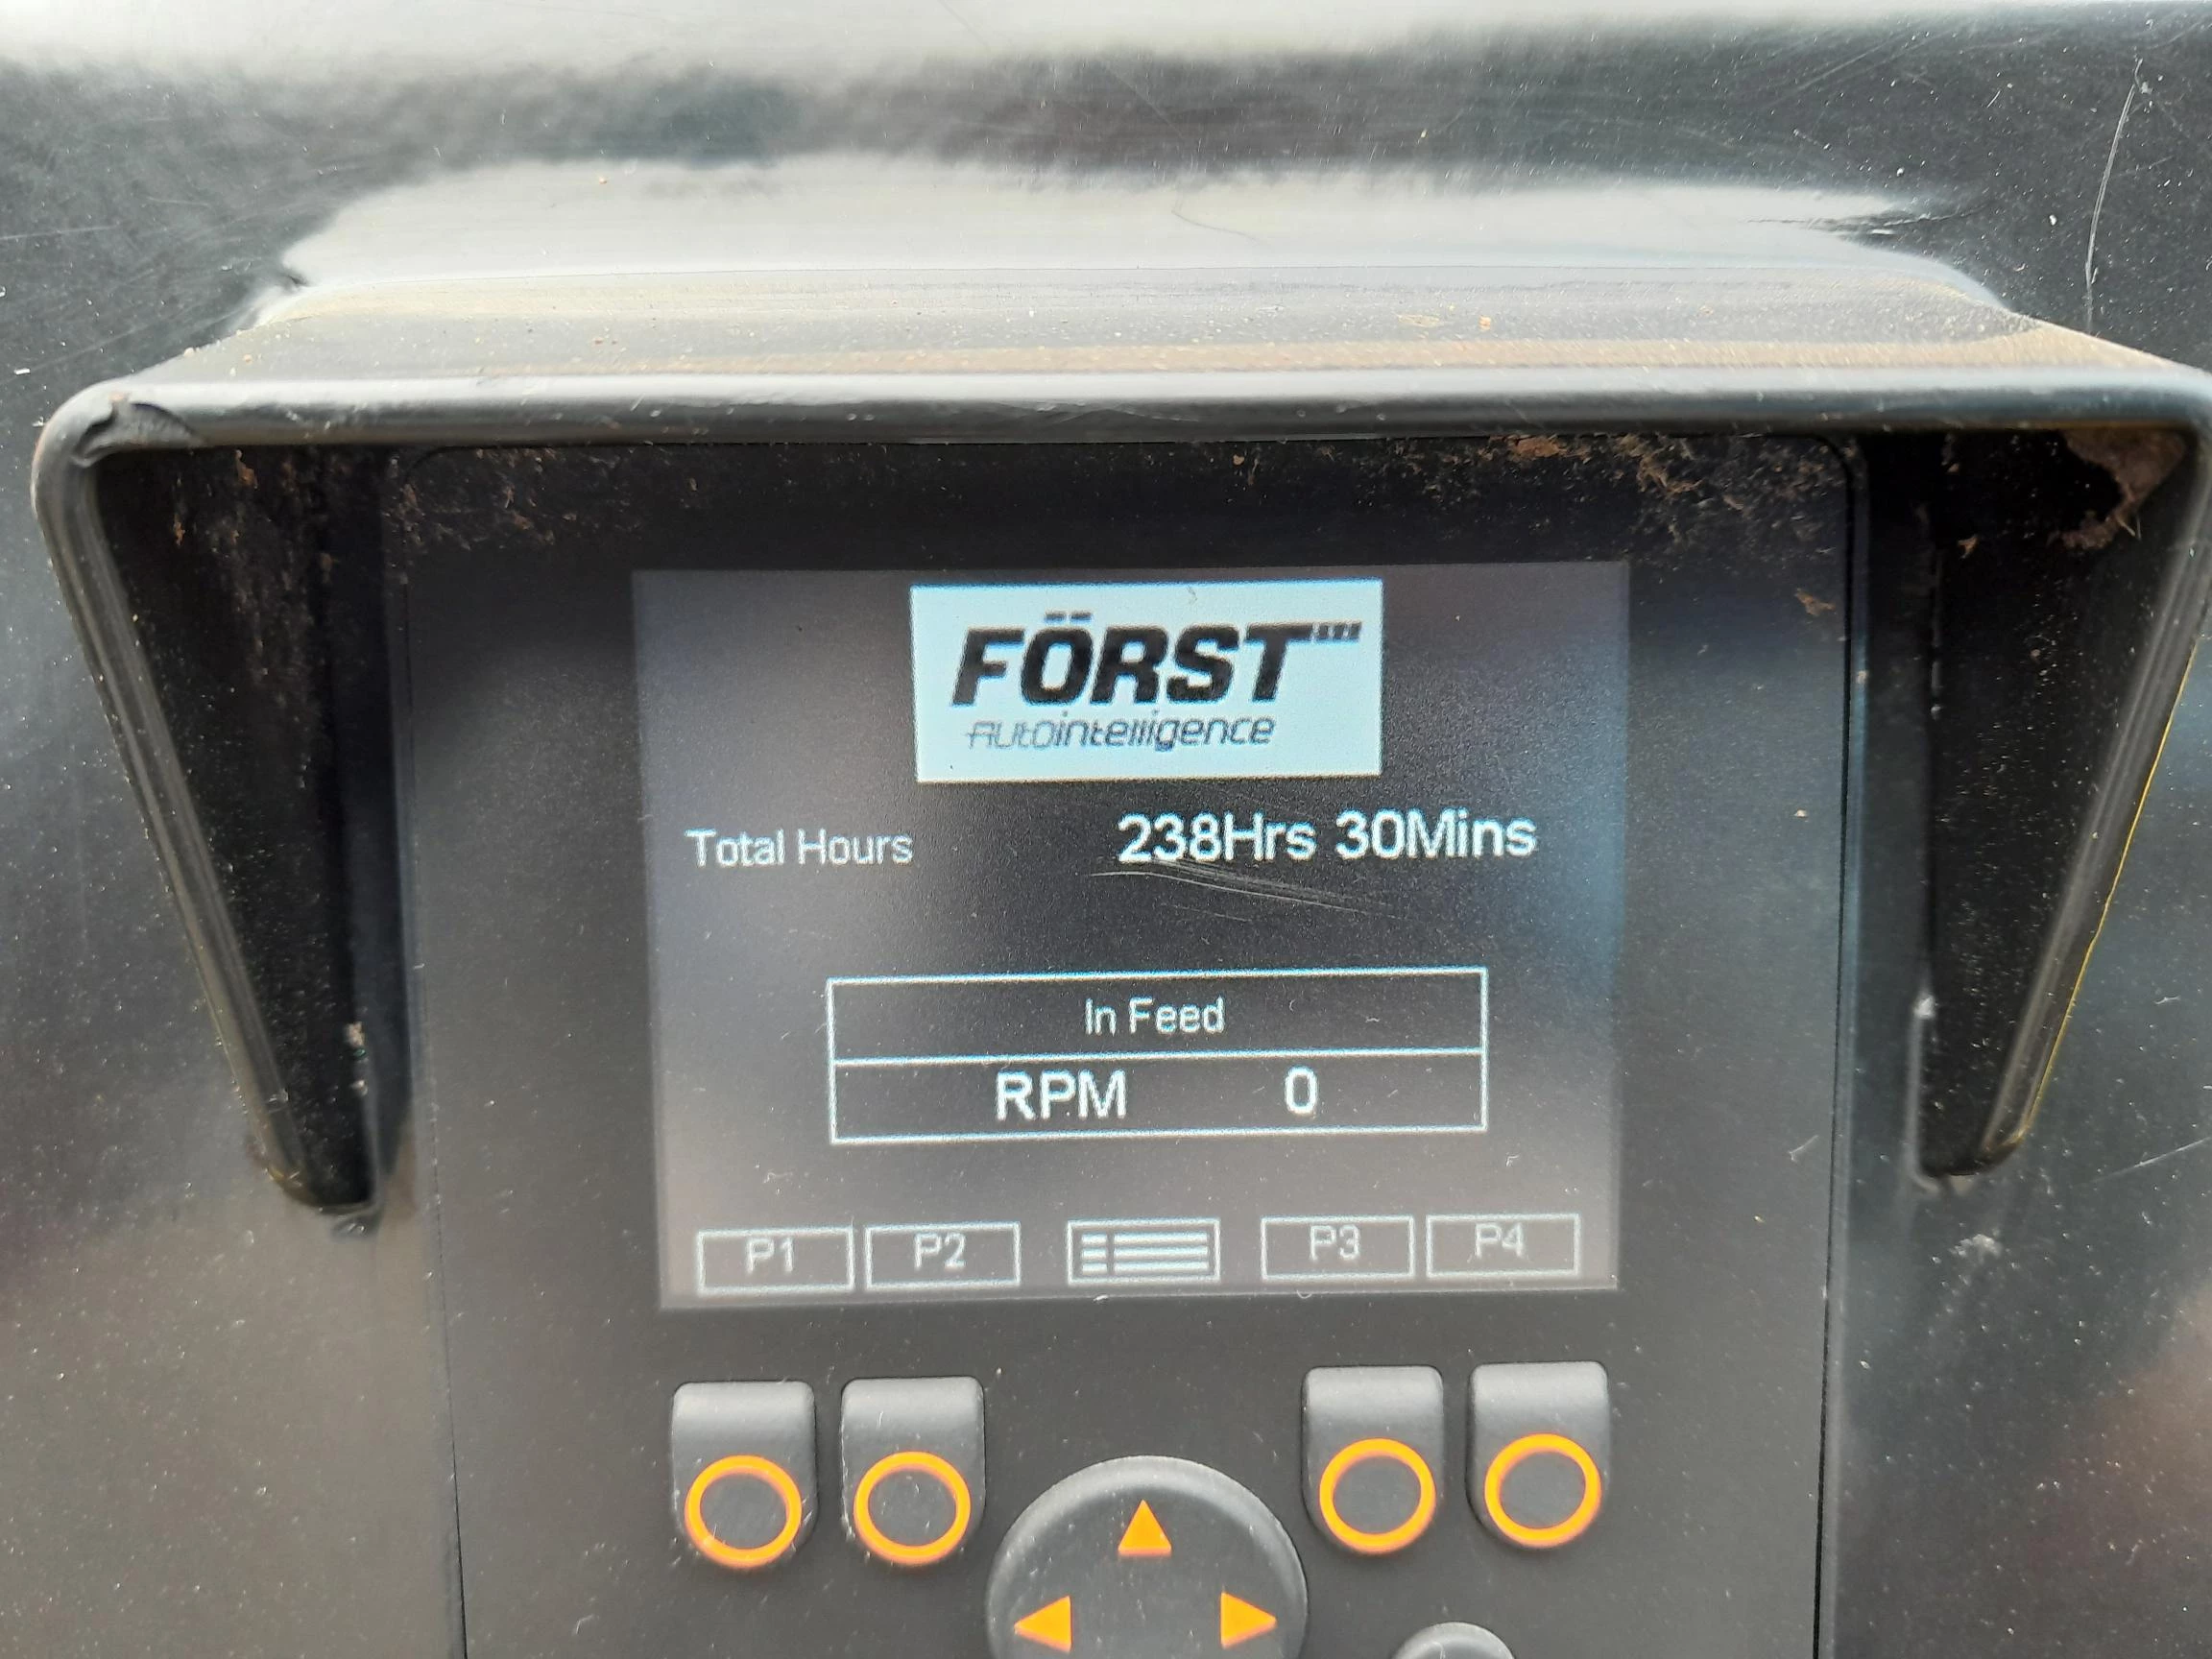 FÖRST
Autointelligence
Total Hours 238Hrs 30Mins
In Feed
RPM 0
P1 P2 P3 P4